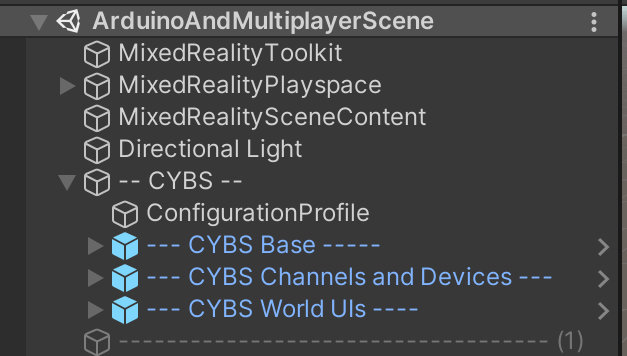 ArduinoAndMultiplayerScene
MixedRealityToolkit
MixedRealityPlayspace
MixedRealitySceneContent
Directional Light
-- CYBS --
ConfigurationProfile
--- CYBS Base -----
--- CYBS Channels and Devices ---
--- CYBS World UIs ----
------------------------------------ (1)